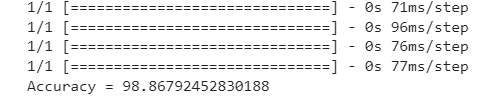 1/1 [==============================] - 0s 71ms/step
1/1 [==============================] - 0s 96ms/step
1/1 [==============================] - 0s 76ms/step
1/1 [==============================] - 0s 77ms/step
Accuracy = 98.86792452830188